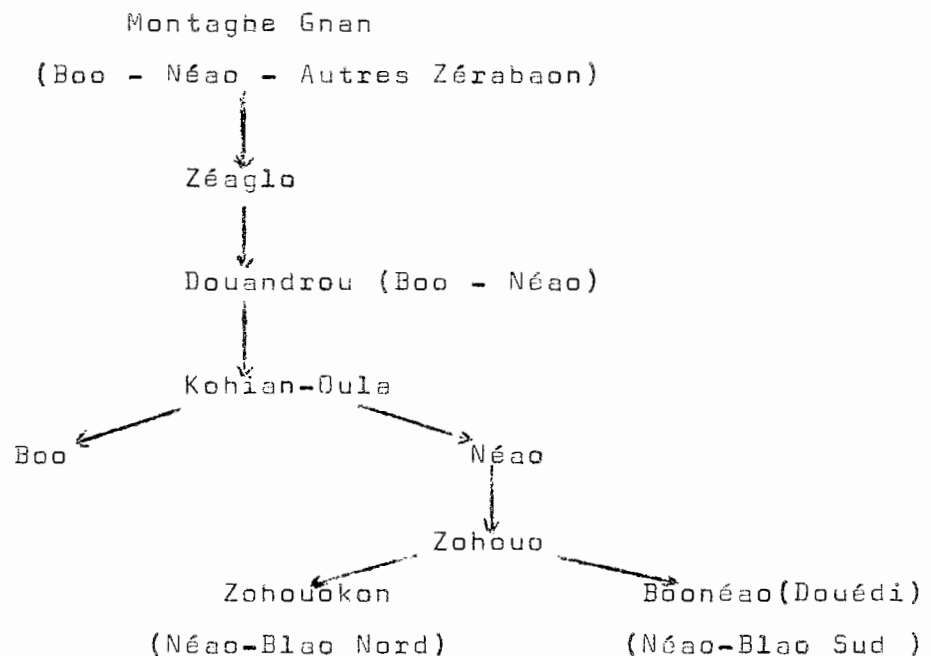 Montagne Gnan
(Boo - Néao - Autres Zérabaon)
Zéaglo
Douandrou (Boo - Néao)
Kohian-Oula
Boo Néao
Zohouo
Zohouokon Boonéao(Douédi)
(Néao-Blao Nord) (Néao-Blao Sud )